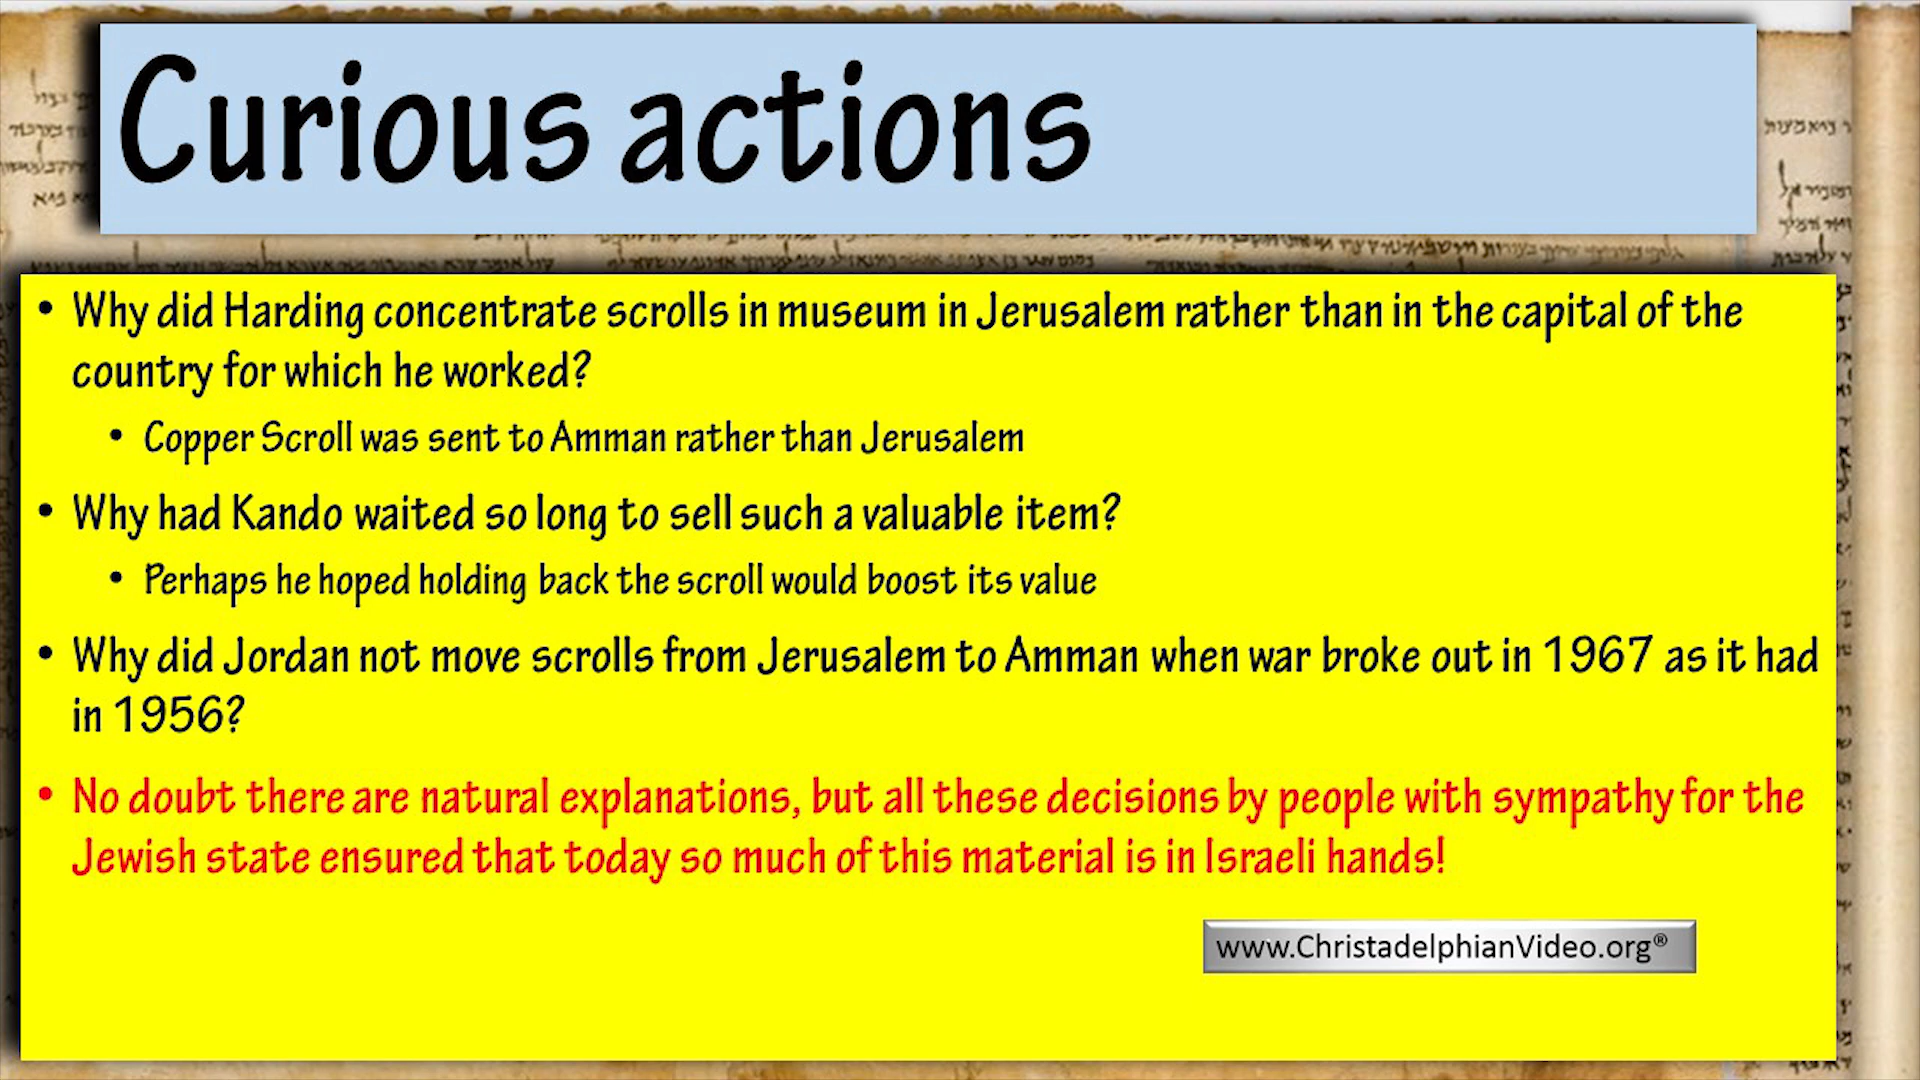 Curious actions
• Why did Harding concentrate scrolls in museum in Jerusalem rather than in the capital of the
country for which he worked?
• Copper Scroll was sent to Amman rather than Jerusalem
• Why had Kando waited so long to sell such a valuable item?
• Perhaps he hoped holding back the scroll would boost its value
• Why did Jordan not move scrolls from Jerusalem to Amman when war broke out in 1967 as it had
in 1956?
• No doubt there are natural explanations, but all these decisions by people with sympathy for the
Jewish state ensured that today so much of this material is in Israeli hands!
www.ChristadelphianVideo.org®